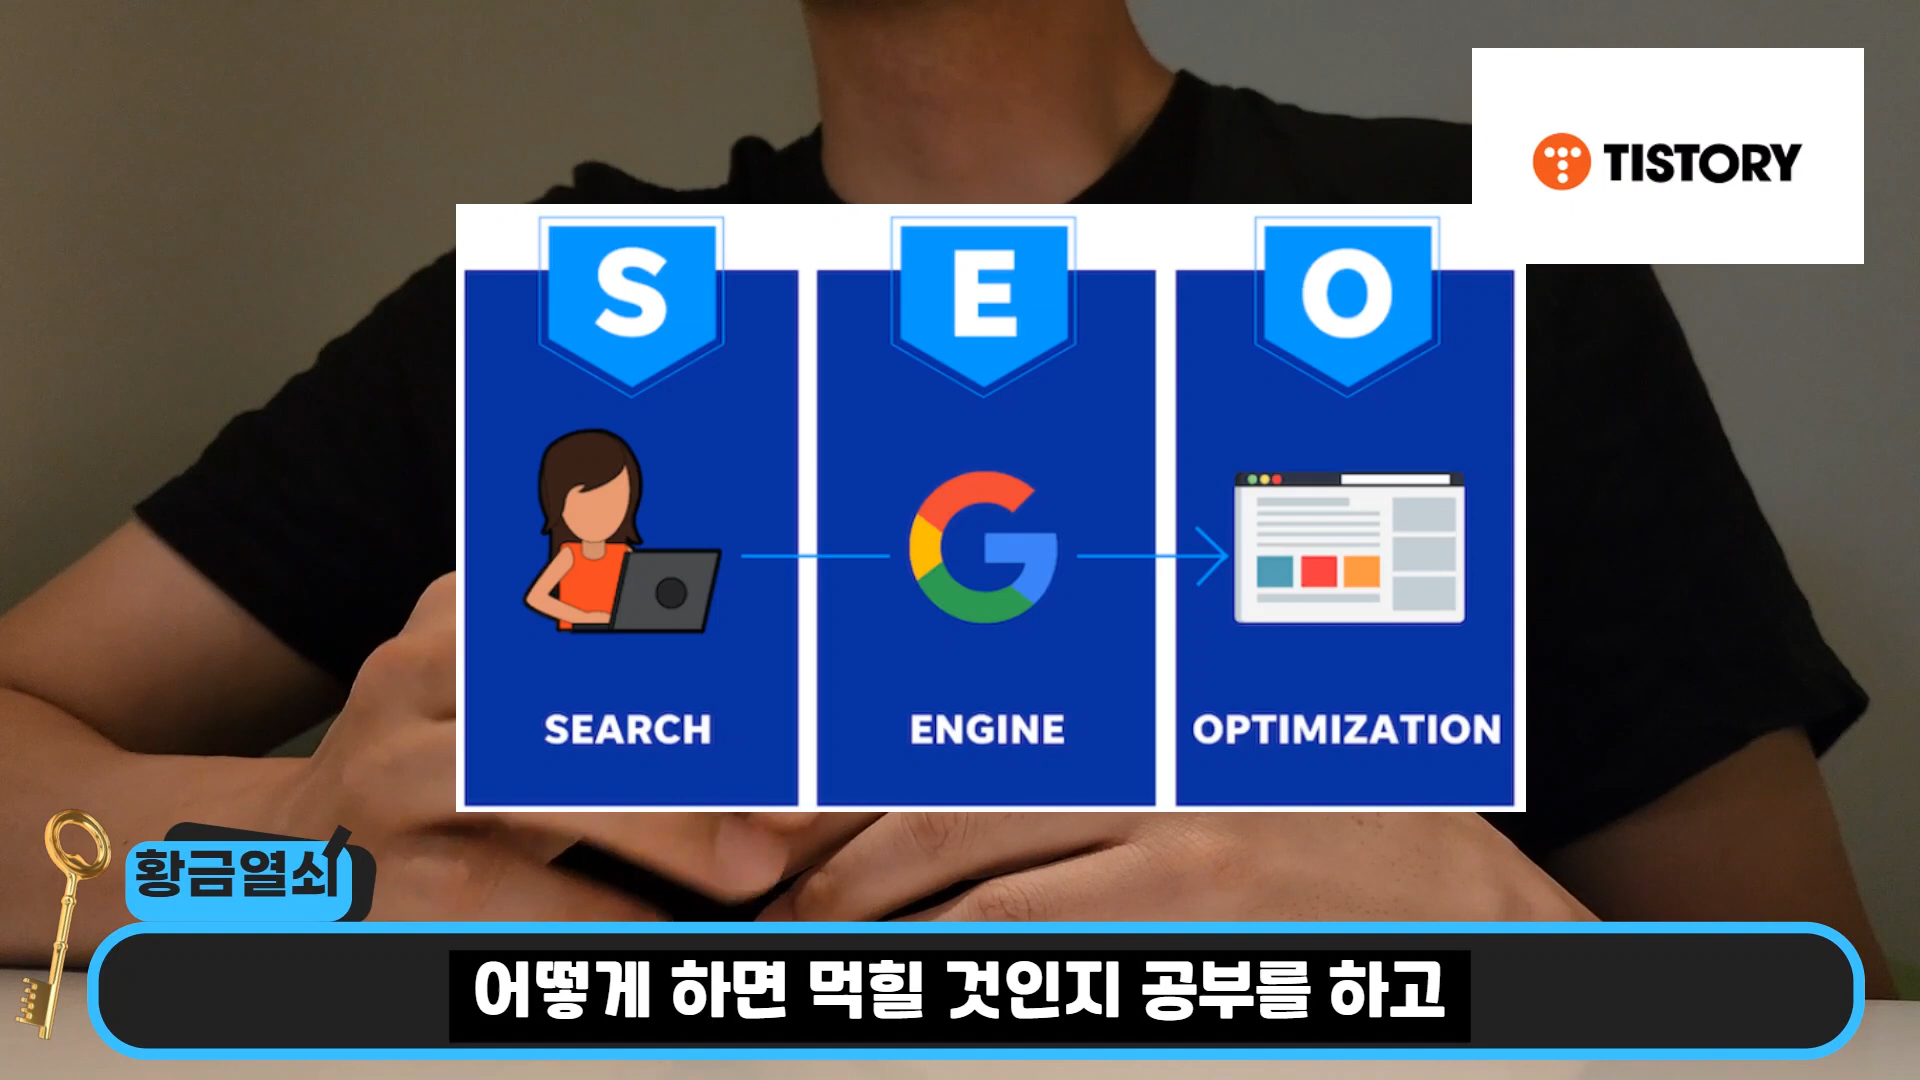 TISTORY
S E O
SEARCH ENGINE OPTIMIZATION
황금열쇠
어떻게 하면 먹힐 것인지 공부를 하고